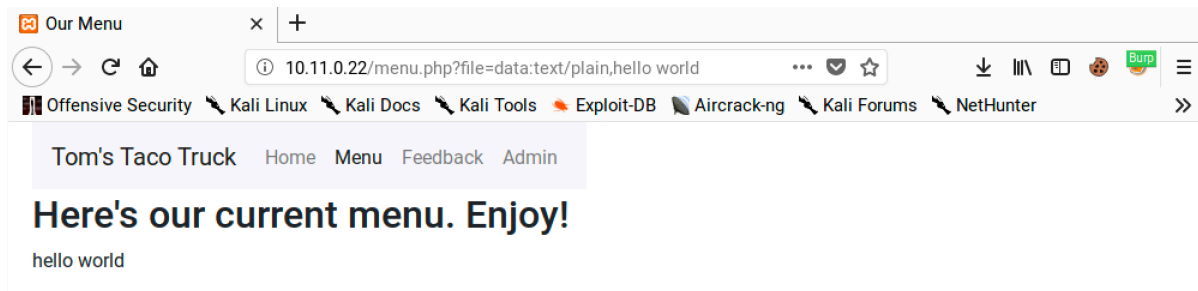 Our Menu
10.11.0.22/menu.php?file=data:text/plain,hello world
Burp
Offensive Security Kali Linux Kali Docs Kali Tools Exploit-DB Aircrack-ng Kali Forums NetHunter
Tom's Taco Truck Home Menu Feedback Admin
Here's our current menu. Enjoy!
hello world